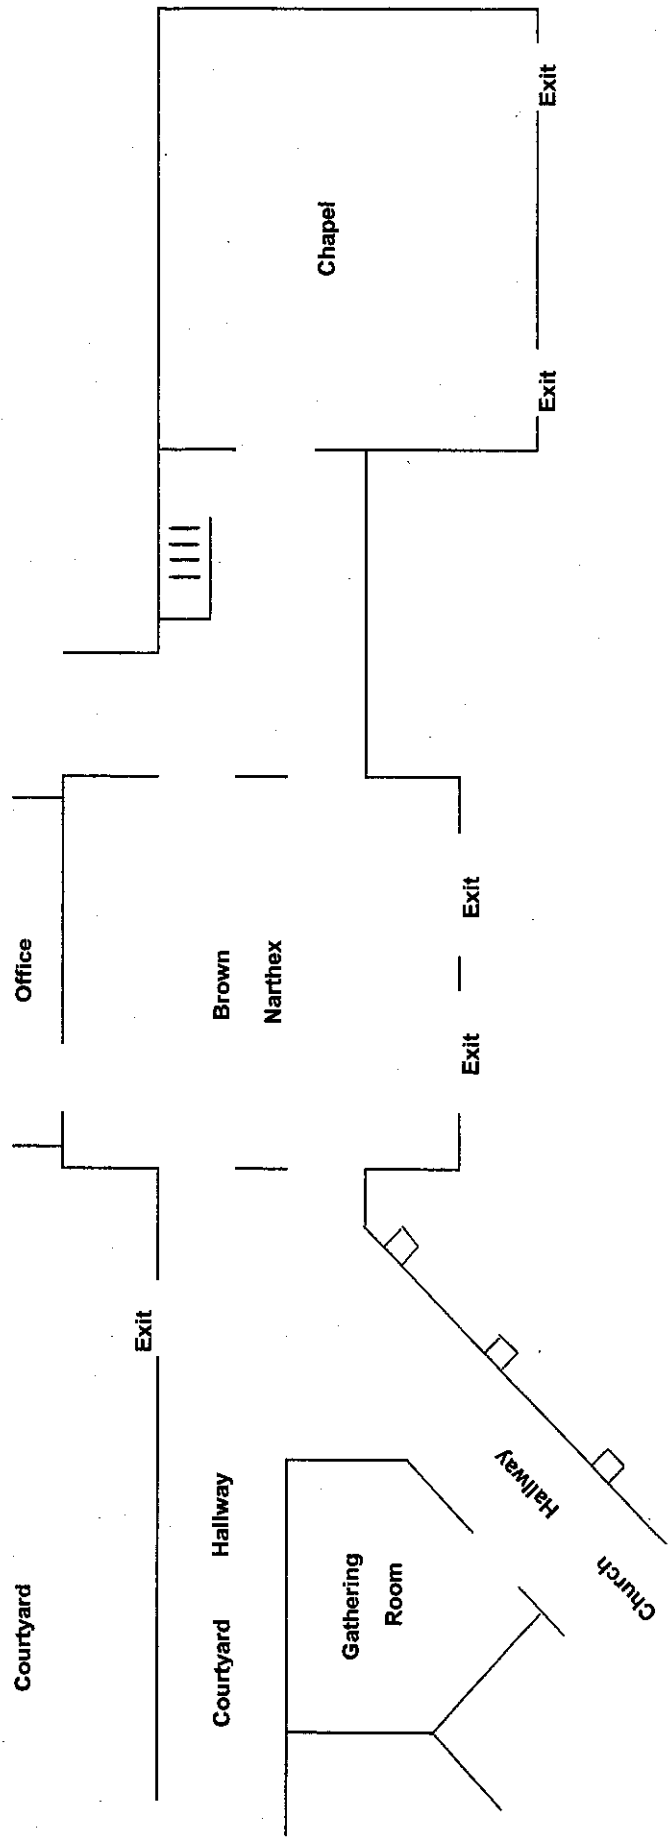 Courtyard
Office
Exit
Courtyard Hallway
Brown
Narthex
Chapel
Gathering
Room
Exit
Exit
Exit
Exit
Church Hallway